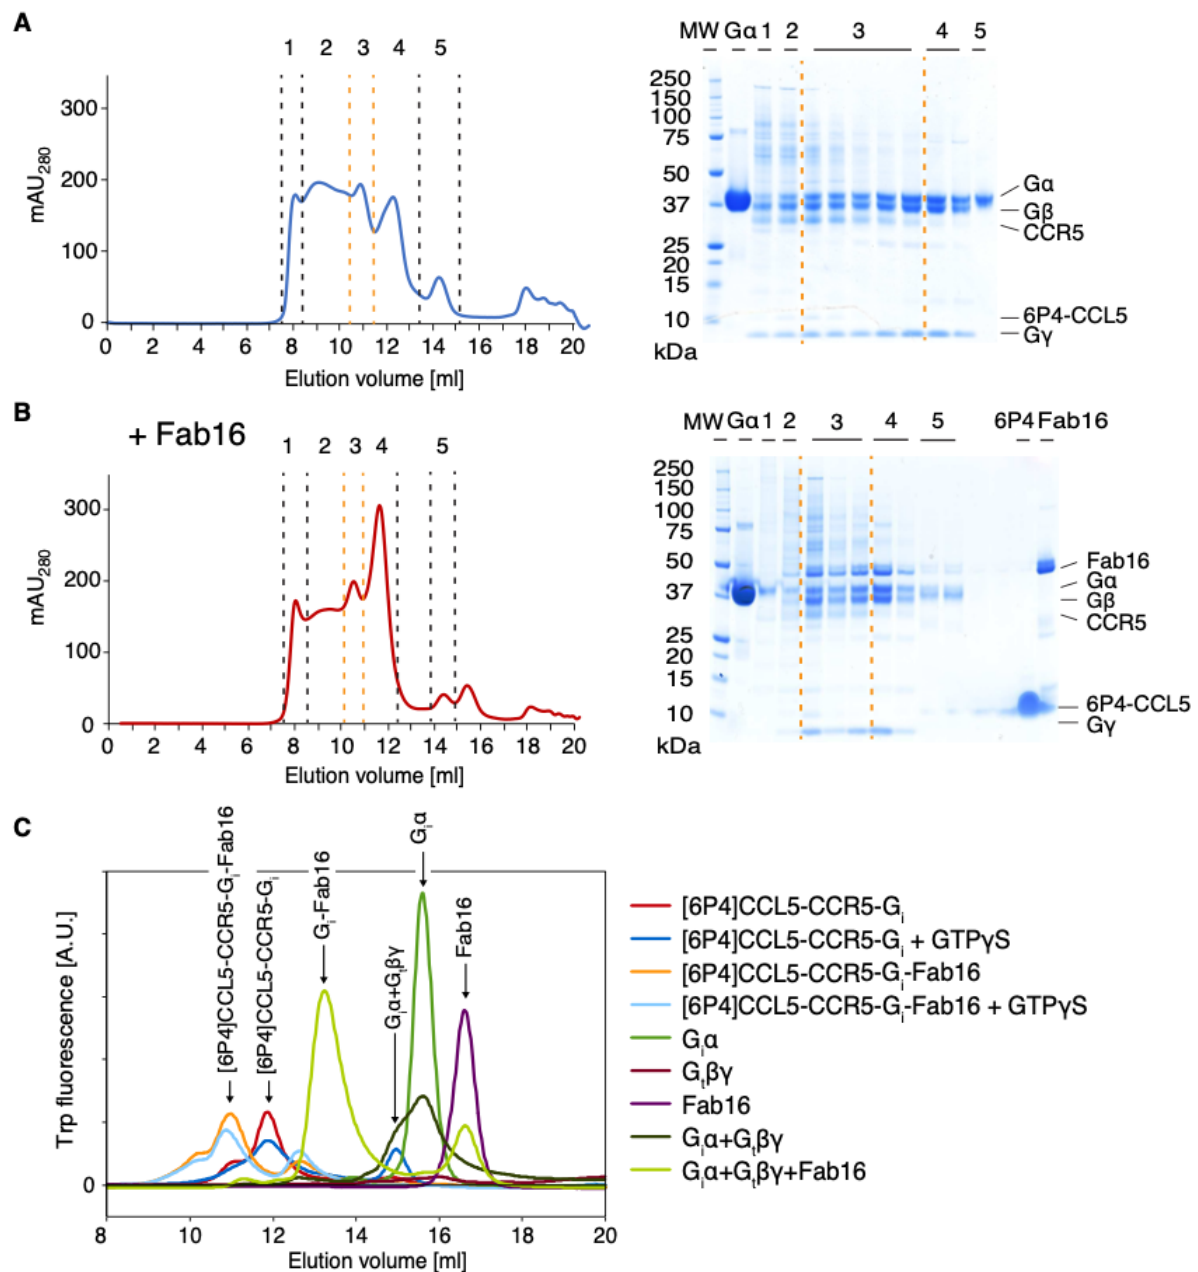 A
1 2 3 4 5
300
200
100
0
mAU280
0 2 4 6 8 10 12 14 16 18 20
Elution volume [ml]
MW Gα 1 2 3 4 5
250
150
100
75
50
37
25
20
15
10
kDa
Gα
Gβ
CCR5
6P4-CCL5
Gγ
B
+ Fab16
1 2 3 4 5
300
200
100
0
mAU280
0 2 4 6 8 10 12 14 16 18 20
Elution volume [ml]
MW Gα 1 2 3 4 5 6P4 Fab16
250
150
100
75
50
37
25
20
15
10
kDa
Fab16
Gα
Gβ
CCR5
6P4-CCL5
Gγ
C
[6P4]CCL5-CCR5-Gi-Fab16
[6P4]CCL5-CCR5-Gi
Gi-Fab16
Giα+Gtβγ
Giα
Fab16
Trp fluorescence [A.U.]
0
8 10 12 14 16 18 20
Elution volume [ml]
[6P4]CCL5-CCR5-Gi
[6P4]CCL5-CCR5-Gi + GTPγS
[6P4]CCL5-CCR5-Gi-Fab16
[6P4]CCL5-CCR5-Gi-Fab16 + GTPγS
Giα
Gtβγ
Fab16
Giα+Gtβγ
Giα+Gtβγ+Fab16